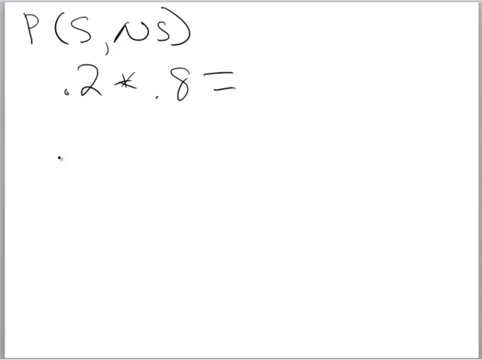 P(S, NS)
.2 * .8 =
.